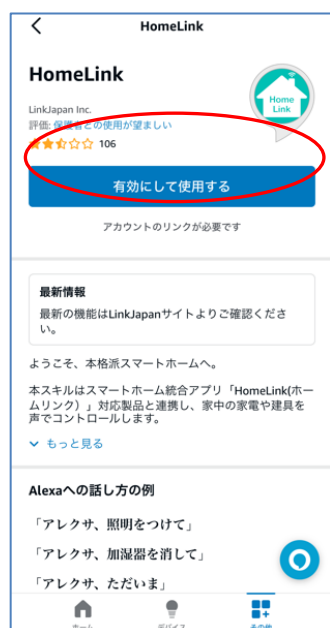 HomeLink
HomeLink
Home
Link
LinkJapan Inc.
評価: 保護者との使用が望ましい
106
有効にして使用する
アカウントのリンクが必要です
最新情報
最新の機能はLinkJapanサイトよりご確認くださ
い。
ようこそ、本格派スマートホームへ。
本スキルはスマートホーム統合アプリ「HomeLink(ホー
ムリンク）」対応製品と連携し、家中の家電や建具を
声でコントロールします。
もっと見る
Alexaへの話し方の例
「アレクサ、照明をつけて」
「アレクサ、加湿器を消して」
「アレクサ、ただいま」
ホーム
デバイス
その他